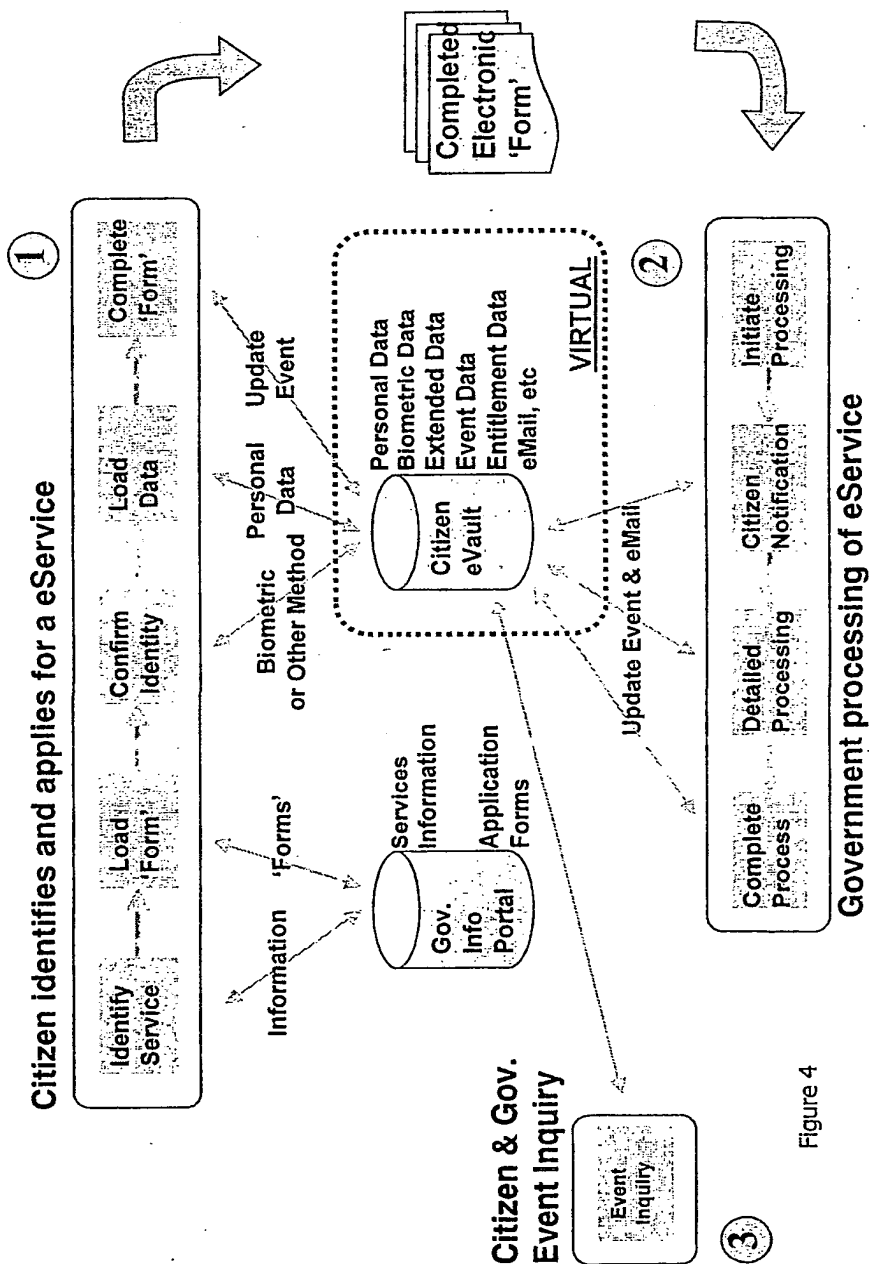 Citizen identifies and applies for a eService
1
Identify
Service
Load
'Form'
Confirm
Identity
Load
Data
Complete
'Form'
Information
'Forms'
Biometric
or Other Method
Personal
Data
Update
Event
Gov.
Info
Portal
Services
Information
Application
Forms
Citizen
eVault
Personal Data
Biometric Data
Extended Data
Event Data
Entitlement Data
eMail, etc
VIRTUAL
Completed
Electronic
'Form'
Citizen & Gov.
Event Inquiry
Event
Inquiry
3
Update Event & eMail
2
Complete
Process
Detailed
Processing
Citizen
Notification
Initiate
Processing
Government processing of eService
Figure 4